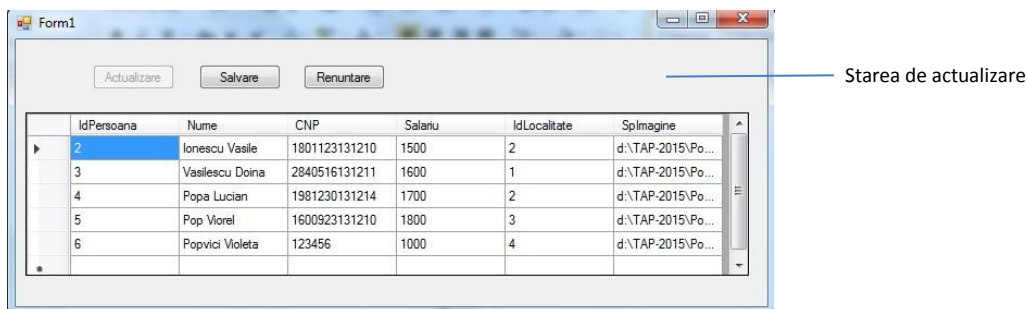 Form1
Actualizare Salvare Renuntare
Starea de actualizare
IdPersoana Nume CNP Salariu IdLocalitate SpImagine
2 Ionescu Vasile 1801123131210 1500 2 d:\TAP-2015\Po...
3 Vasilescu Doina 2840516131211 1600 1 d:\TAP-2015\Po...
4 Popa Lucian 1981230131214 1700 2 d:\TAP-2015\Po...
5 Pop Viorel 1600923131210 1800 3 d:\TAP-2015\Po...
6 Popvici Violeta 123456 1000 4 d:\TAP-2015\Po...